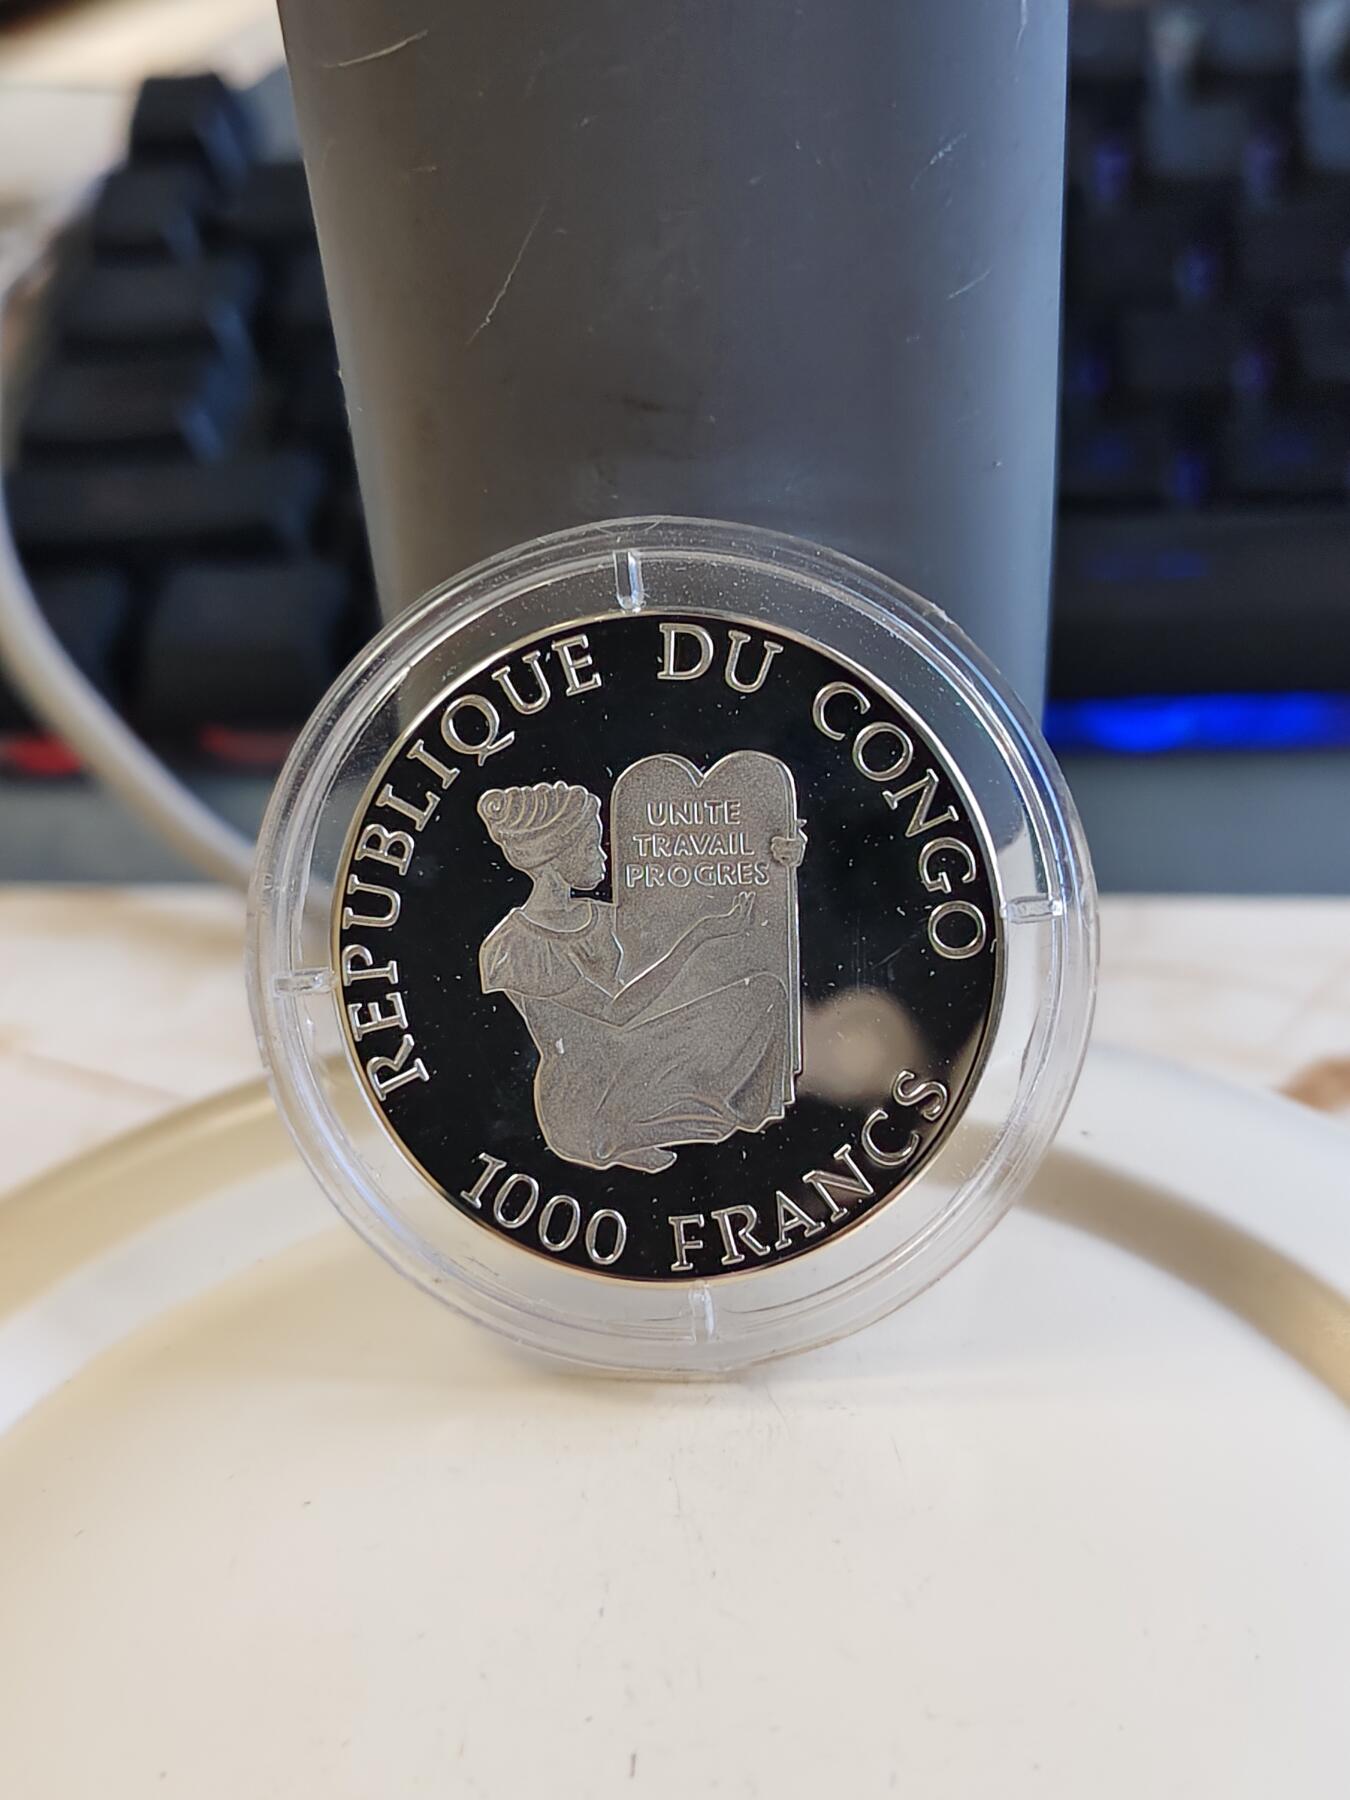 REPUBLIQUE DU CONGO
UNITE
TRAVAIL
PROGRES
1000 FRANCS